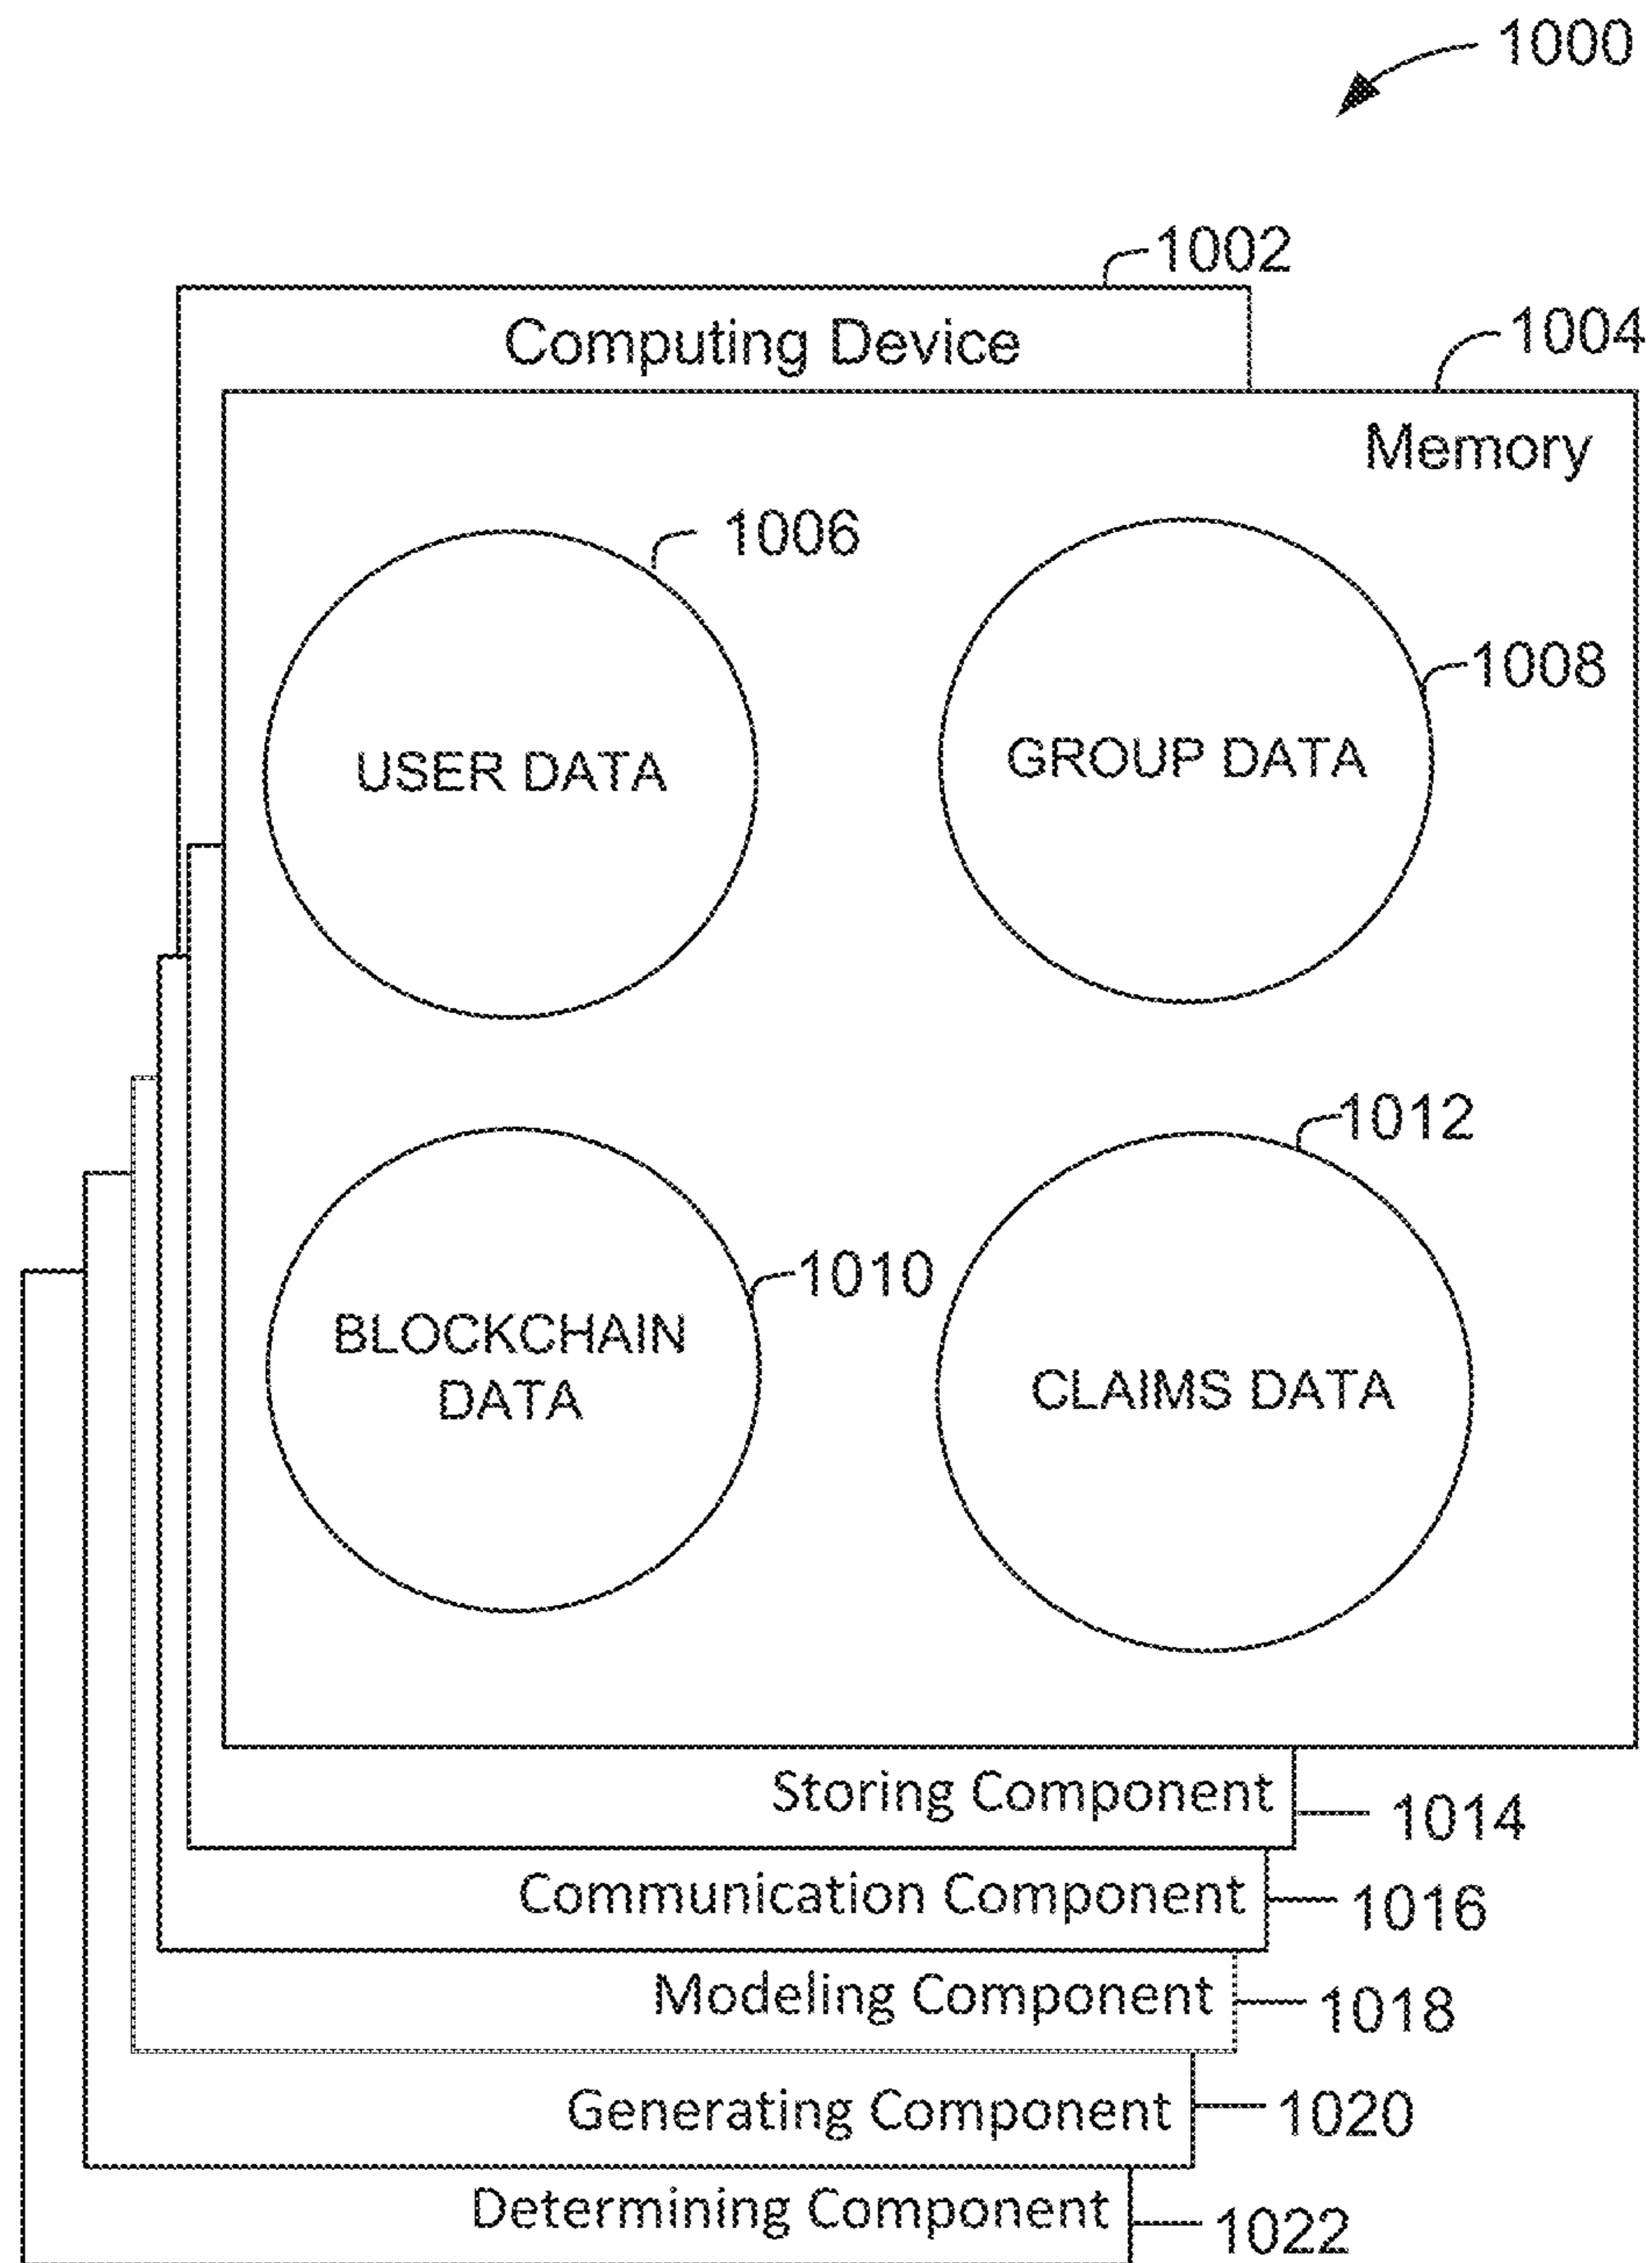 1000
1002
Computing Device
1004
Memory
1006
1008
USER DATA
GROUP DATA
1012
1010
BLOCKCHAIN
DATA
CLAIMS DATA
Storing Component
1014
Communication Component
1016
Modeling Component
1018
Generating Component
1020
Determining Component
1022